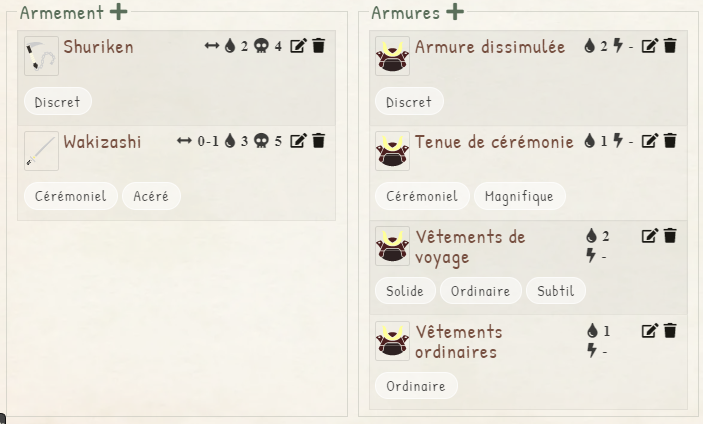 Armement
Shuriken 2 4
Discret
Wakizashi 0-1 3 5
Cérémoniel Acéré
Armures
Armure dissimulée 2 -
Discret
Tenue de cérémonie 1 -
Cérémoniel Magnifique
Vêtements de 2
voyage -
Solide Ordinaire Subtil
Vêtements 1
ordinaires -
Ordinaire